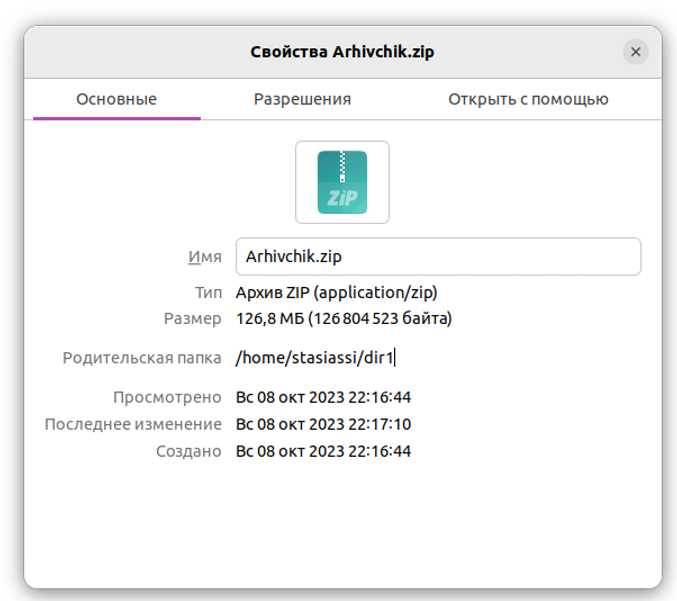 Свойства Arhivchik.zip
Основные Разрешения Открыть с помощью
ZiP
Имя Arhivchik.zip
Тип Архив ZIP (application/zip)
Размер 126,8 МБ (126 804 523 байта)
Родительская папка /home/stasiassi/dir1
Просмотрено Вс 08 окт 2023 22:16:44
Последнее изменение Вс 08 окт 2023 22:17:10
Создано Вс 08 окт 2023 22:16:44